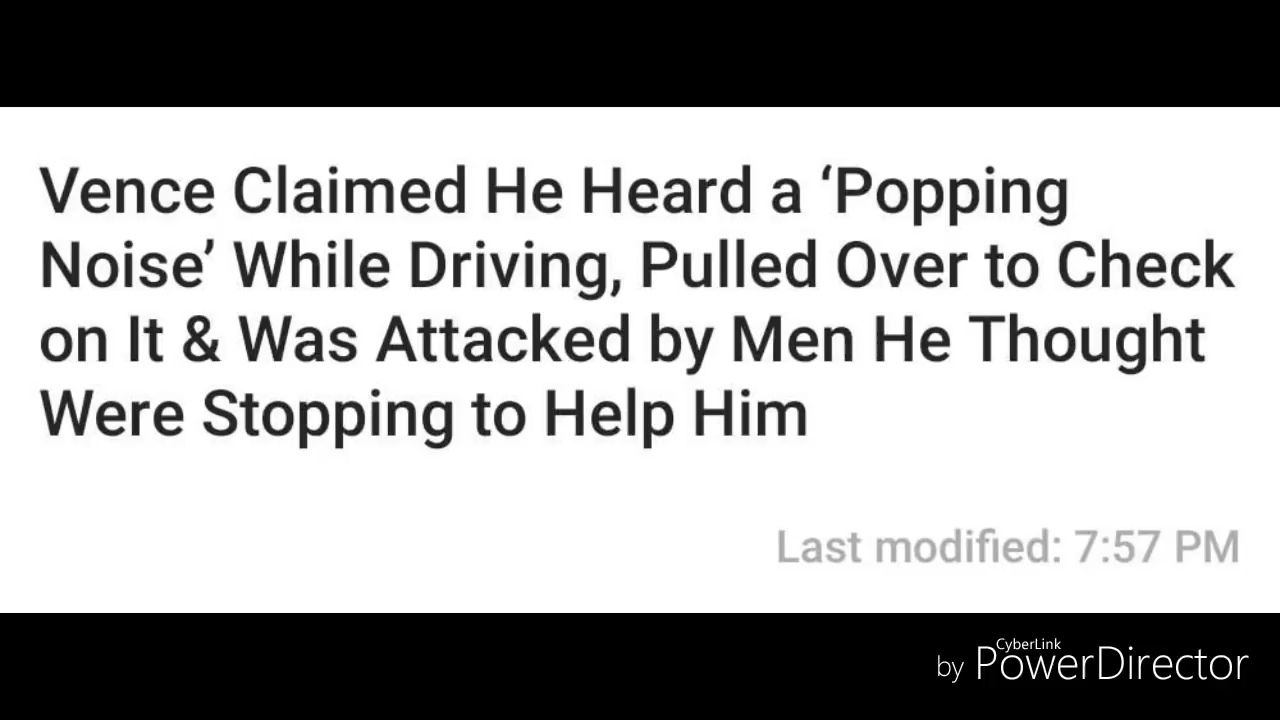 Vence Claimed He Heard a ‘Popping
Noise’ While Driving, Pulled Over to Check
on It & Was Attacked by Men He Thought
Were Stopping to Help Him
Last modified: 7:57 PM
CyberLink
by PowerDirector